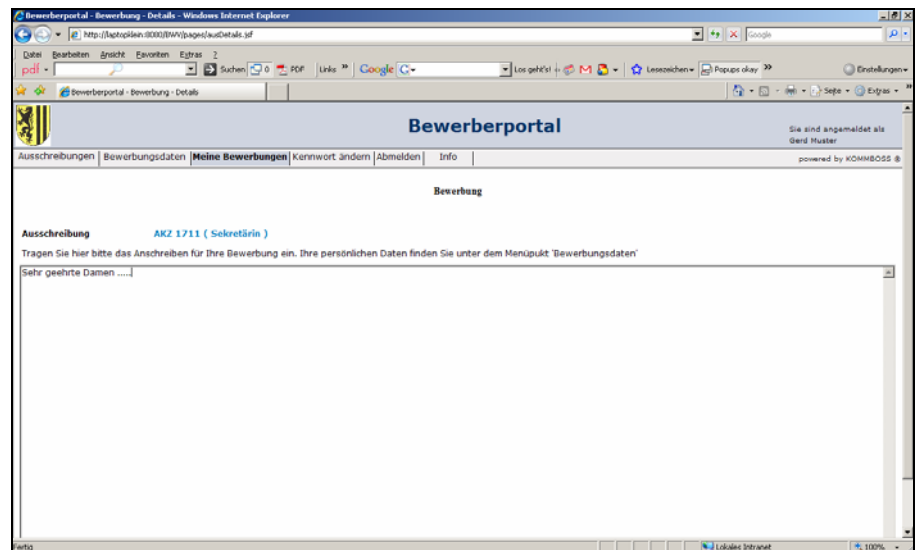 Bewerberportal - Bewerbung - Details - Windows Internet Explorer
http://laptopklein:8080/BWV/pages/ausDetails.jsf
Google
Datei Bearbeiten Ansicht Favoriten Extras ?
pdf Suchen 0 PDF Links » Google G Los geht's! Lesezeichen Popups okay » Einstellungen
Bewerberportal - Bewerbung - Details Seite Extras »
Bewerberportal
Sie sind angemeldet als
Gerd Muster
Ausschreibungen Bewerbungsdaten Meine Bewerbungen Kennwort ändern Abmelden Info
powered by KOMMBOSS ®
Bewerbung
Ausschreibung AKZ 1711 ( Sekretärin )
Tragen Sie hier bitte das Anschreiben für Ihre Bewerbung ein. Ihre persönlichen Daten finden Sie unter dem Menüpukt 'Bewerbungsdaten'
Sehr geehrte Damen .....
Fertig Lokales Intranet 100%